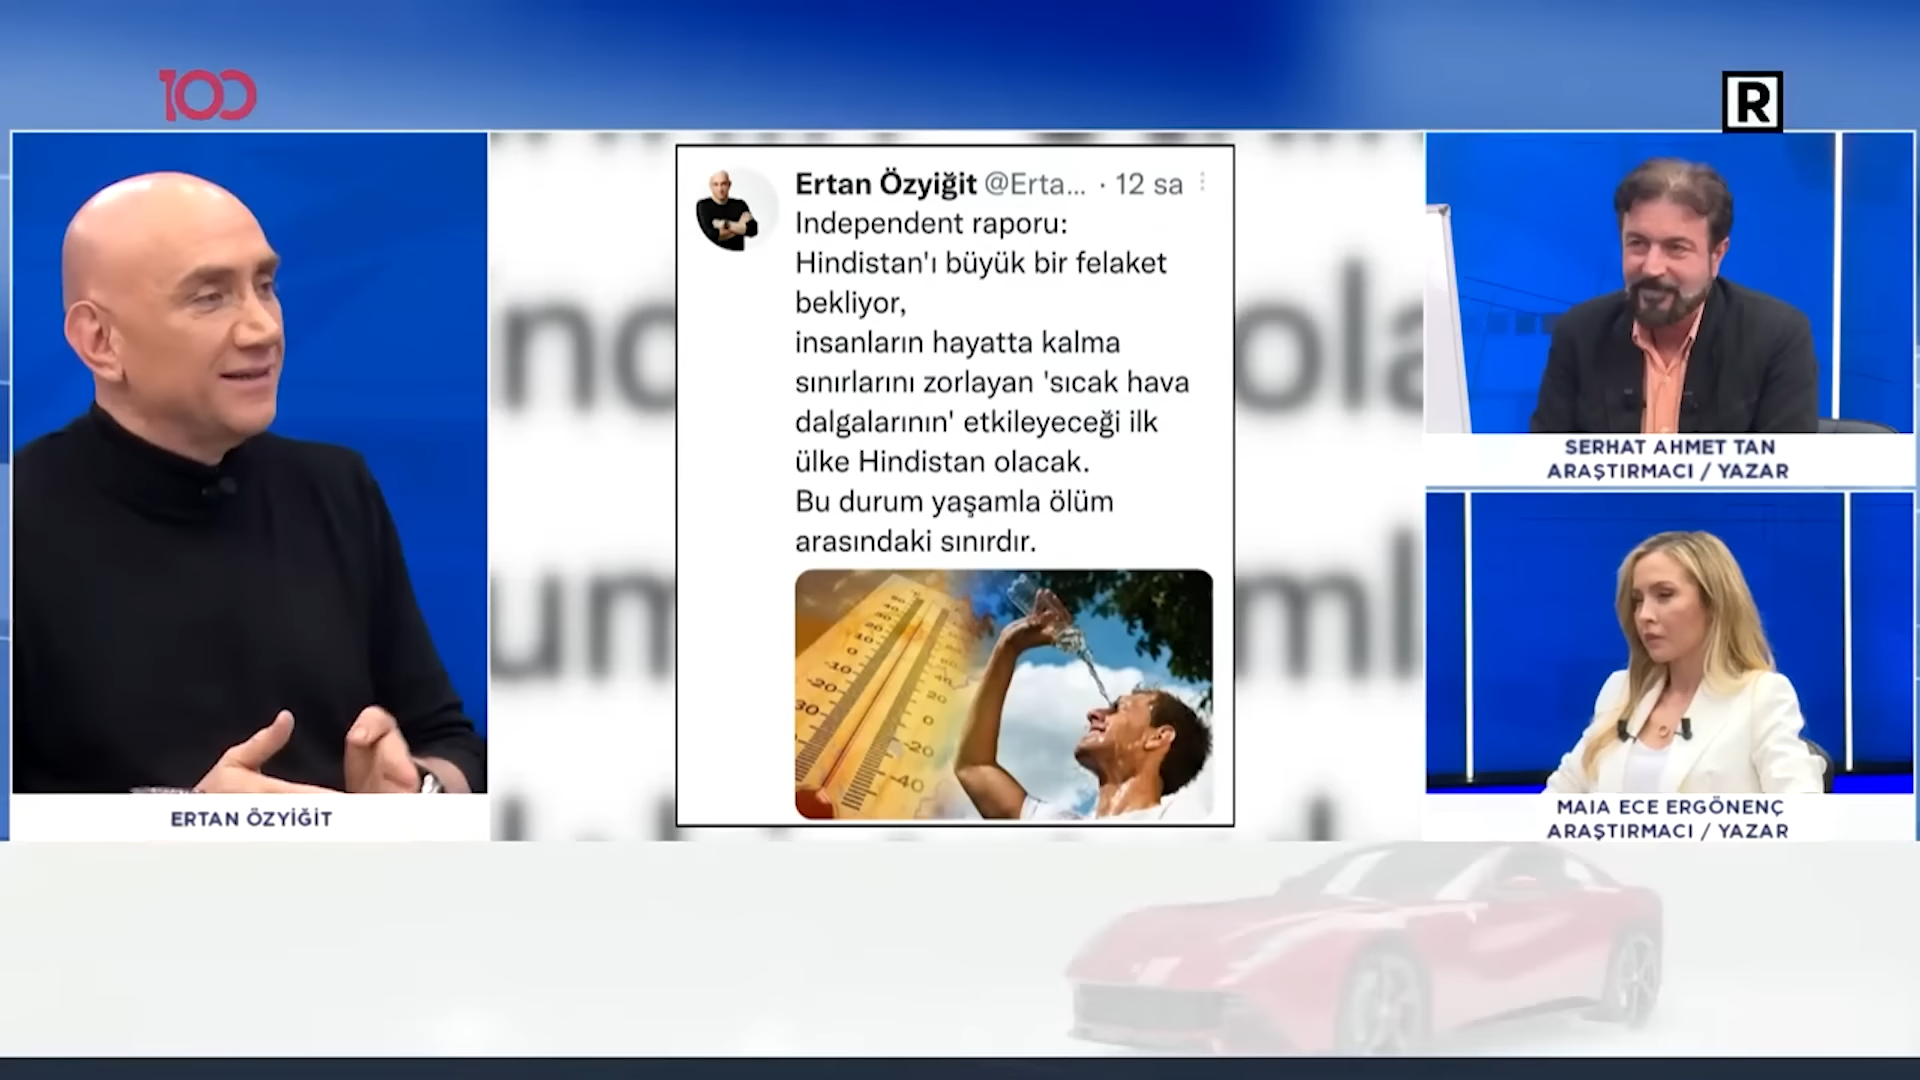 100
R
Ertan Özyiğit @Erta... · 12 sa
Independent raporu:
Hindistan'ı büyük bir felaket
bekliyor,
insanların hayatta kalma
sınırlarını zorlayan 'sıcak hava
dalgalarının' etkileyeceği ilk
ülke Hindistan olacak.
Bu durum yaşamla ölüm
arasındaki sınırdır.
ERTAN ÖZYİĞİT
SERHAT AHMET TAN
ARAŞTIRMACI / YAZAR
MAIA ECE ERGÖNENÇ
ARAŞTIRMACI / YAZAR